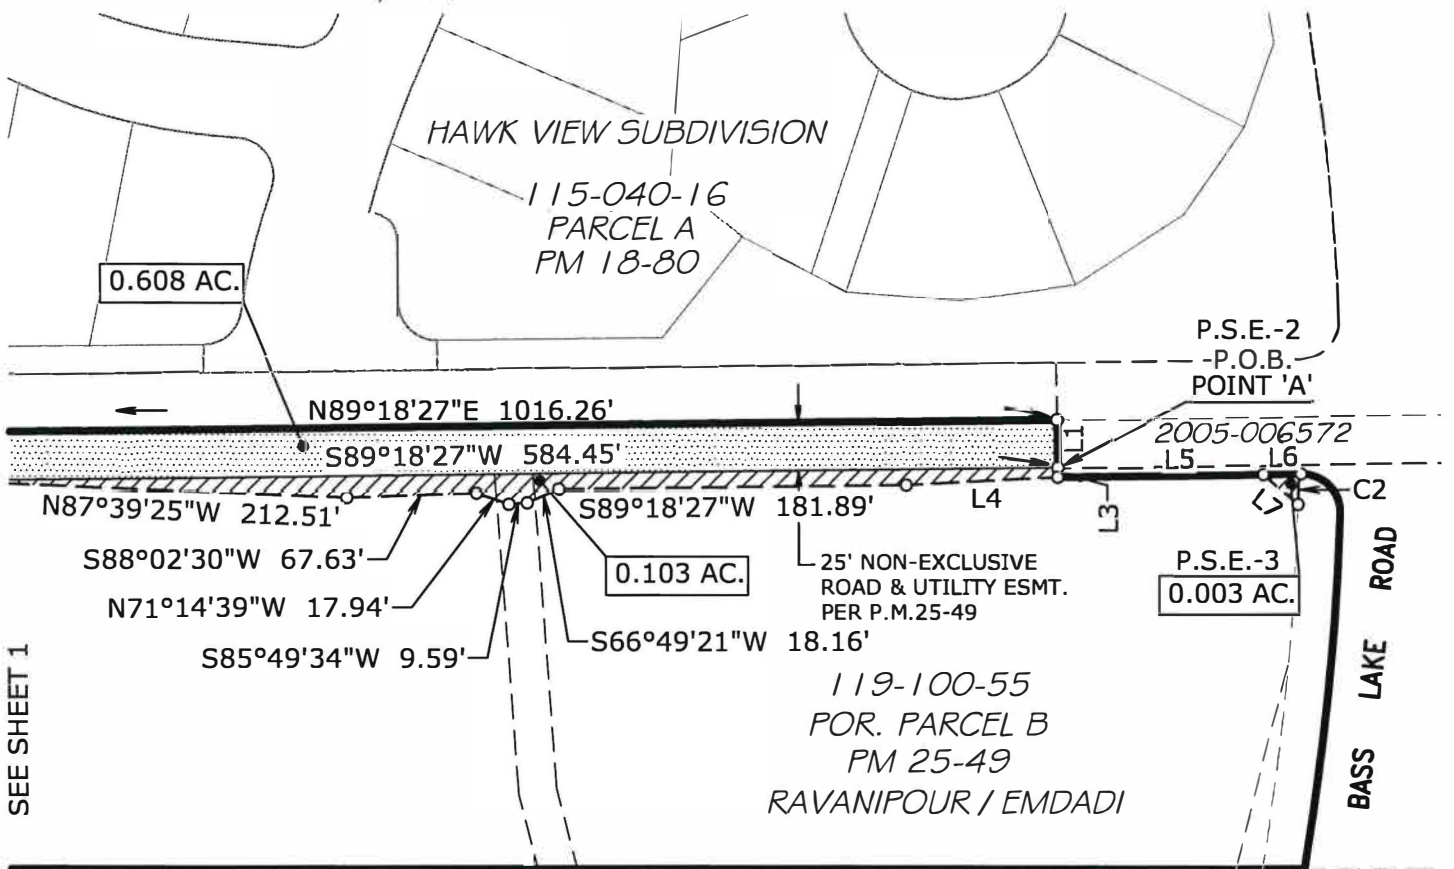 HAWK VIEW SUBDIVISION
115-040-16
PARCEL A
PM 18-80
0.608 AC.
P.S.E.-2
P.O.B.
POINT 'A'
N89°18'27"E 1016.26'
L1
2005-006572
S89°18'27"W 584.45'
L5
L6
N87°39'25"W 212.51'
S89°18'27"W 181.89'
L4
L3
L7
C2
S88°02'30"W 67.63'
0.103 AC.
25' NON-EXCLUSIVE
ROAD & UTILITY ESMT.
PER P.M.25-49
P.S.E.-3
0.003 AC.
N71°14'39"W 17.94'
S85°49'34"W 9.59'
S66°49'21"W 18.16'
119-100-55
POR. PARCEL B
PM 25-49
RAVANIPOUR / EMDADI
SEE SHEET 1
BASS LAKE ROAD